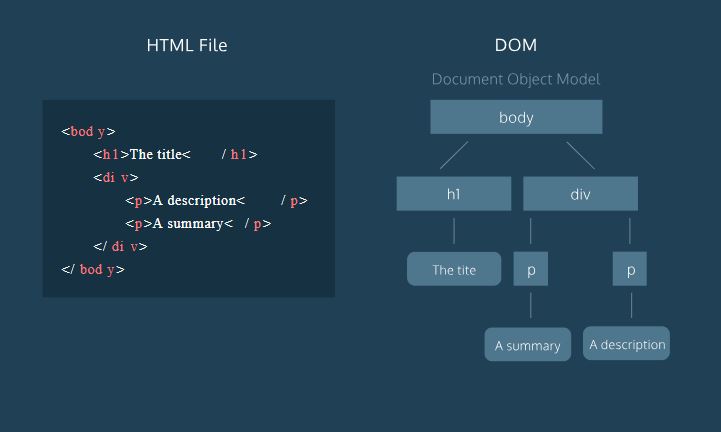 HTML File
<bod y>
<h1>The title< / h1>
<di v>
<p>A description< / p>
<p>A summary< / p>
</ di v>
</ bod y>
DOM
Document Object Model
body
h1 div
The tite p p
A summary A description